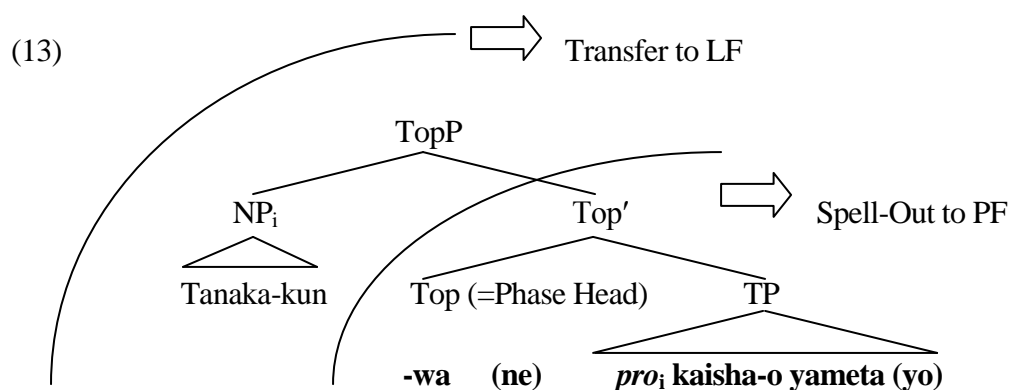 (13)
Transfer to LF
TopP
NPi Top′ Spell-Out to PF
Tanaka-kun Top (=Phase Head) TP
-wa (ne) proi kaisha-o yameta (yo)